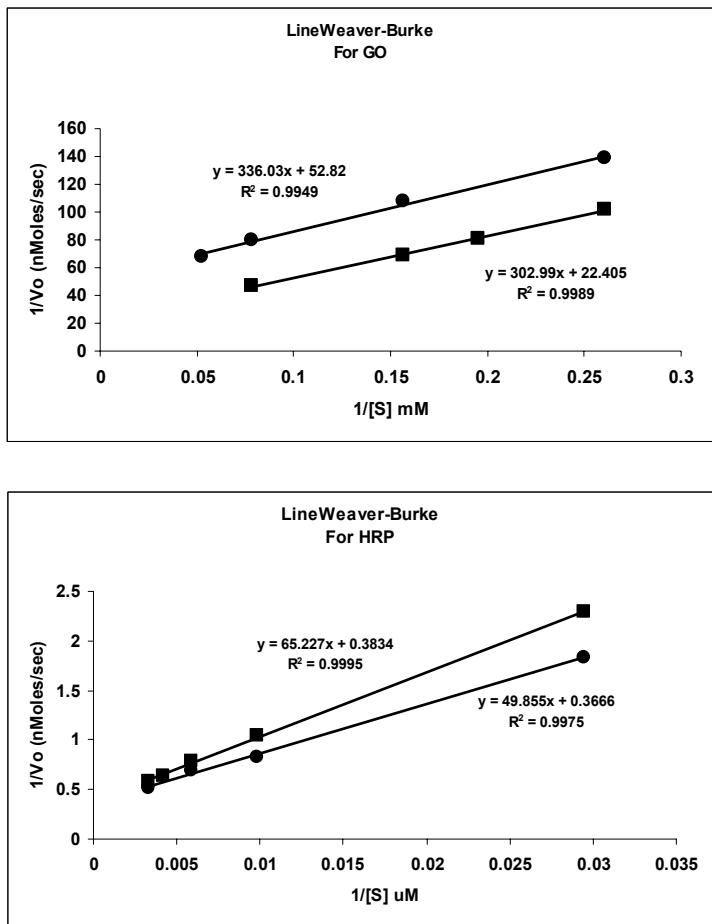 LineWeaver-Burke
For GO
1/Vo (nMoles/sec)
160
140
120
100
80
60
40
20
0
y = 336.03x + 52.82
R² = 0.9949
y = 302.99x + 22.405
R² = 0.9989
0 0.05 0.1 0.15 0.2 0.25 0.3
1/[S] mM
LineWeaver-Burke
For HRP
1/Vo (nMoles/sec)
2.5
2
1.5
1
0.5
0
y = 65.227x + 0.3834
R² = 0.9995
y = 49.855x + 0.3666
R² = 0.9975
0 0.005 0.01 0.015 0.02 0.025 0.03 0.035
1/[S] uM